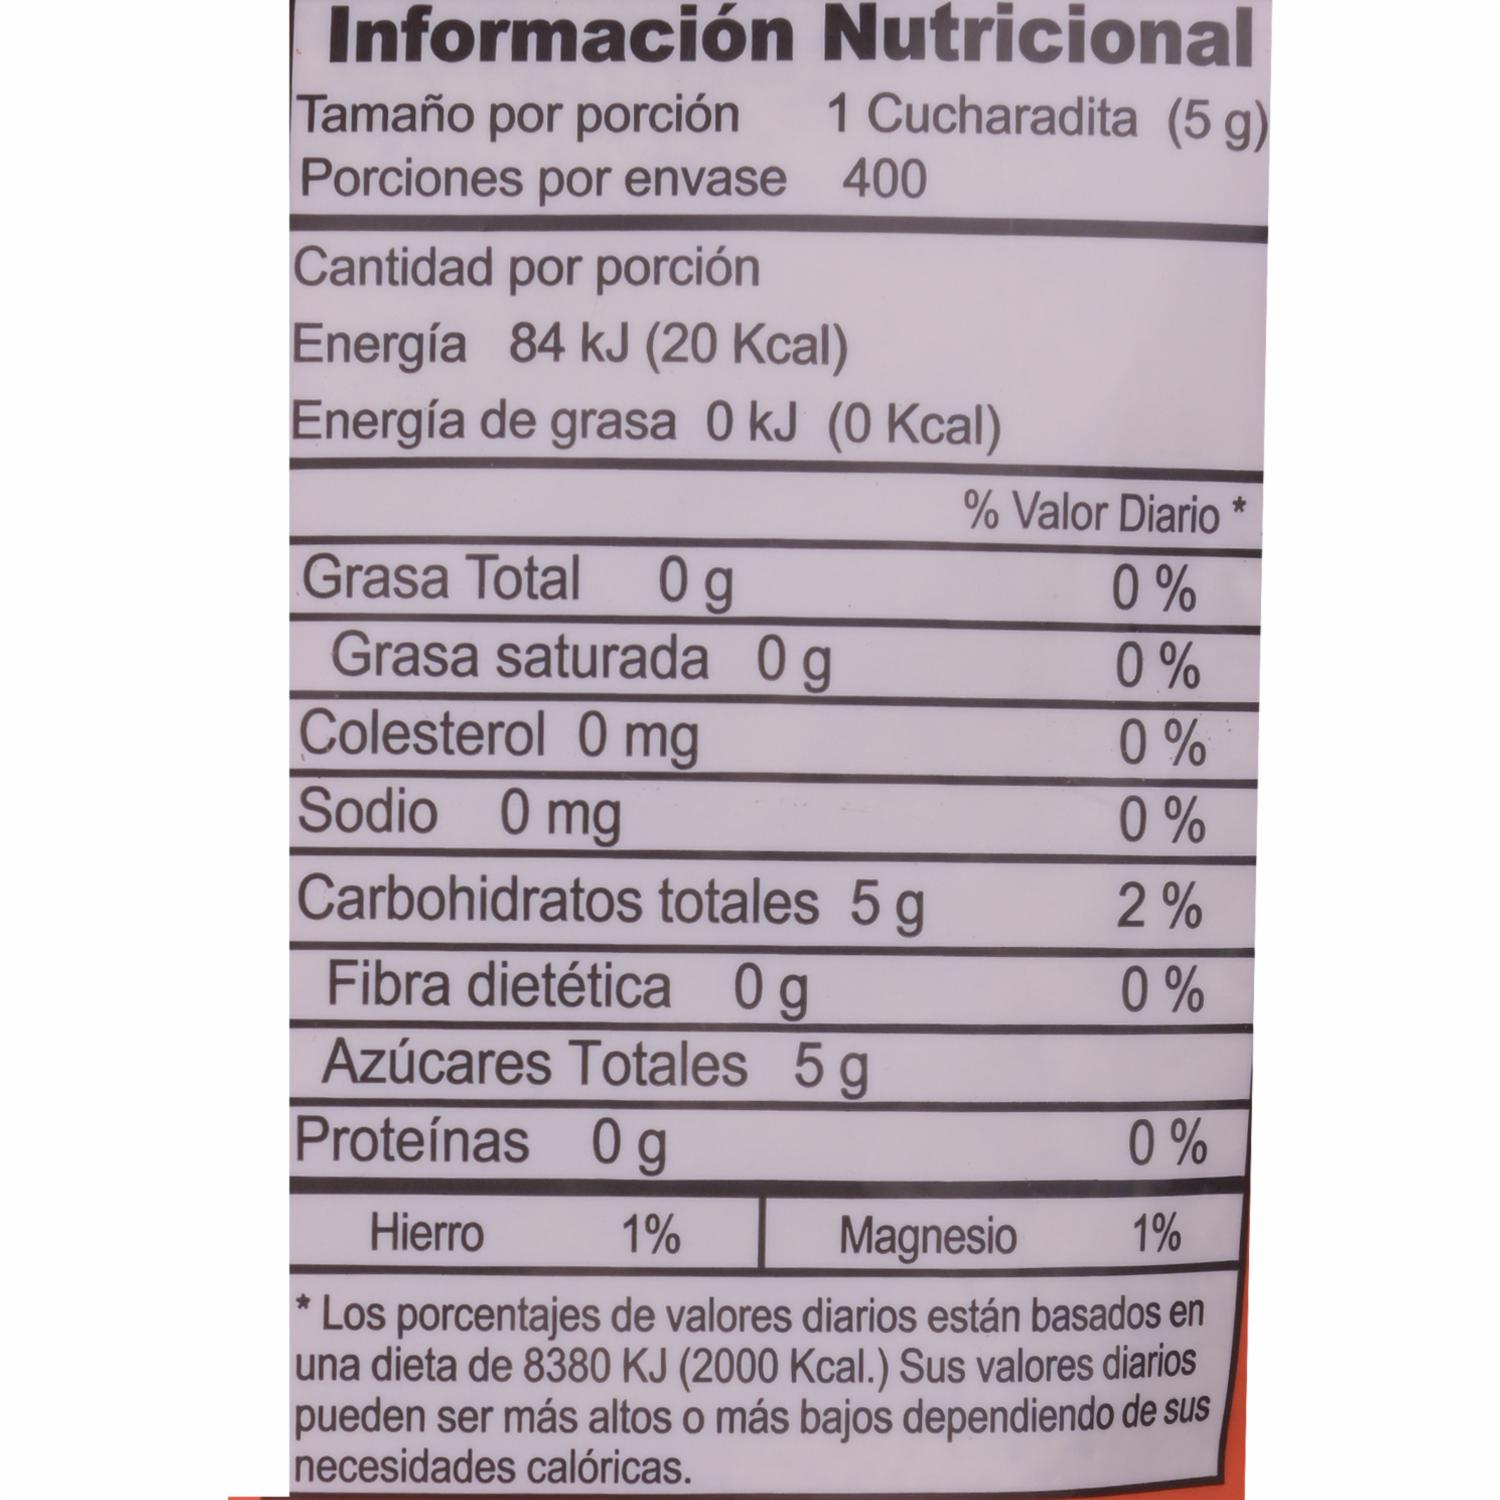 Información Nutricional
Tamaño por porción 1 Cucharadita (5 g)
Porciones por envase 400
Cantidad por porción
Energía 84 kJ (20 Kcal)
Energía de grasa 0 kJ (0 Kcal)
% Valor Diario *
Grasa Total 0 g 0 %
Grasa saturada 0 g 0 %
Colesterol 0 mg 0 %
Sodio 0 mg 0 %
Carbohidratos totales 5 g 2 %
Fibra dietética 0 g 0 %
Azúcares Totales 5 g
Proteínas 0 g 0 %
Hierro 1% Magnesio 1%
* Los porcentajes de valores diarios están basados en
una dieta de 8380 KJ (2000 Kcal.) Sus valores diarios
pueden ser más altos o más bajos dependiendo de sus
necesidades calóricas.